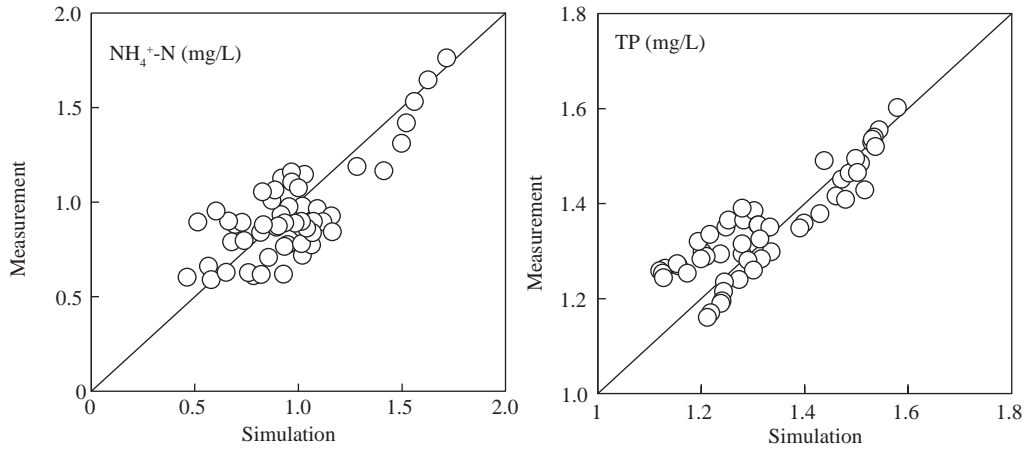 2.0
NH₄⁺-N (mg/L)
1.5
1.0
0.5
0
Measurement
0 0.5 1.0 1.5 2.0
Simulation
1.8
TP (mg/L)
1.6
1.4
1.2
1.0
Measurement
1 1.2 1.4 1.6 1.8
Simulation